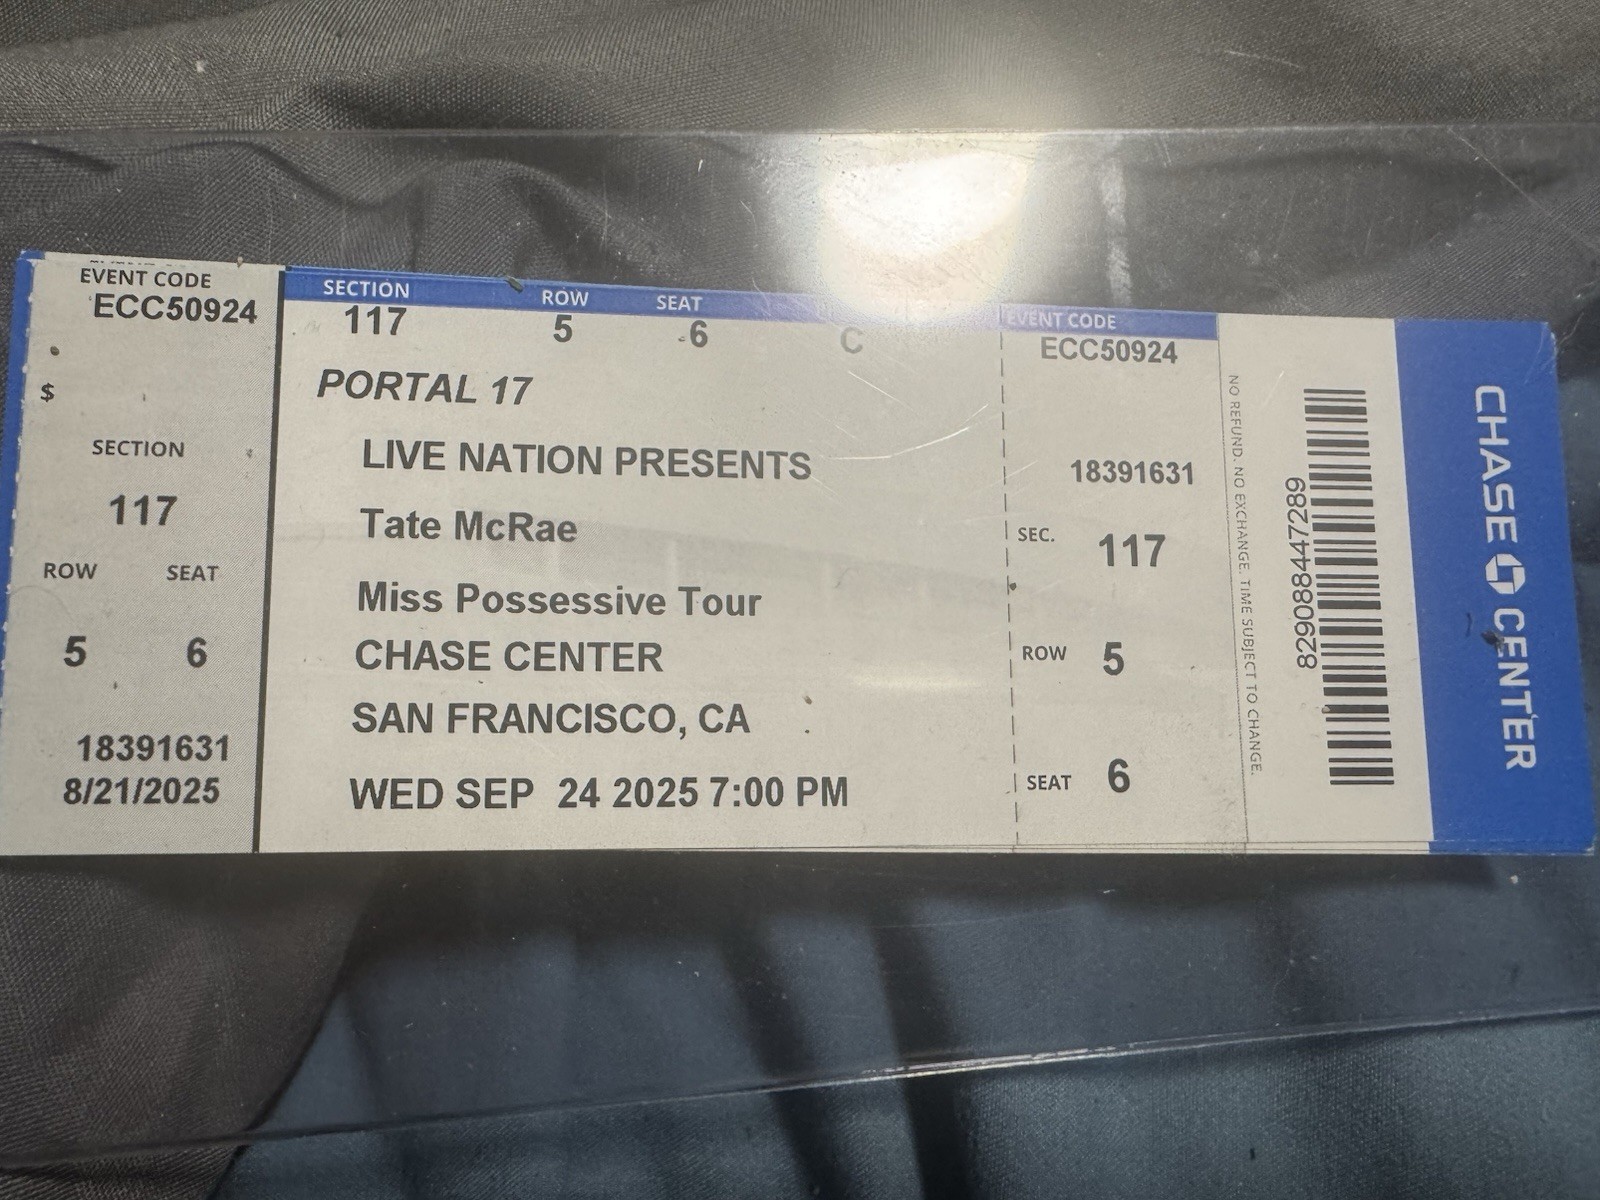 EVENT CODE
ECC50924
$
SECTION
117
ROW SEAT
5 6
18391631
8/21/2025
SECTION ROW SEAT
117 5 6 C
PORTAL 17
LIVE NATION PRESENTS
Tate McRae
Miss Possessive Tour
CHASE CENTER
SAN FRANCISCO, CA
WED SEP 24 2025 7:00 PM
EVENT CODE
ECC50924
18391631
SEC. 117
ROW 5
SEAT 6
NO REFUND. NO EXCHANGE. TIME SUBJECT TO CHANGE.
829088447289
CHASE CENTER